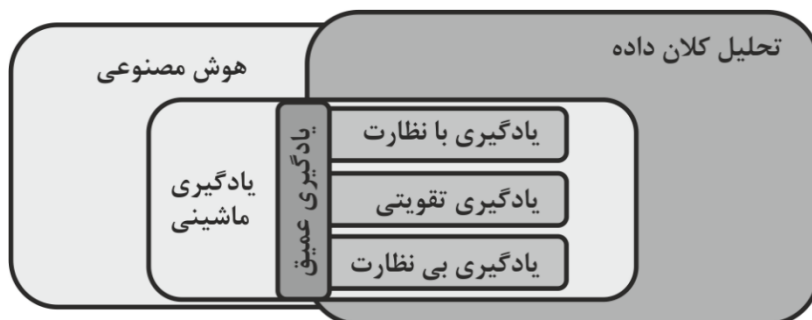 تحلیل کلان داده
هوش مصنوعی
یادگیری با نظارت
یادگیری تقویتی
یادگیری بی نظارت
یادگیری عمیق
یادگیری
ماشینی